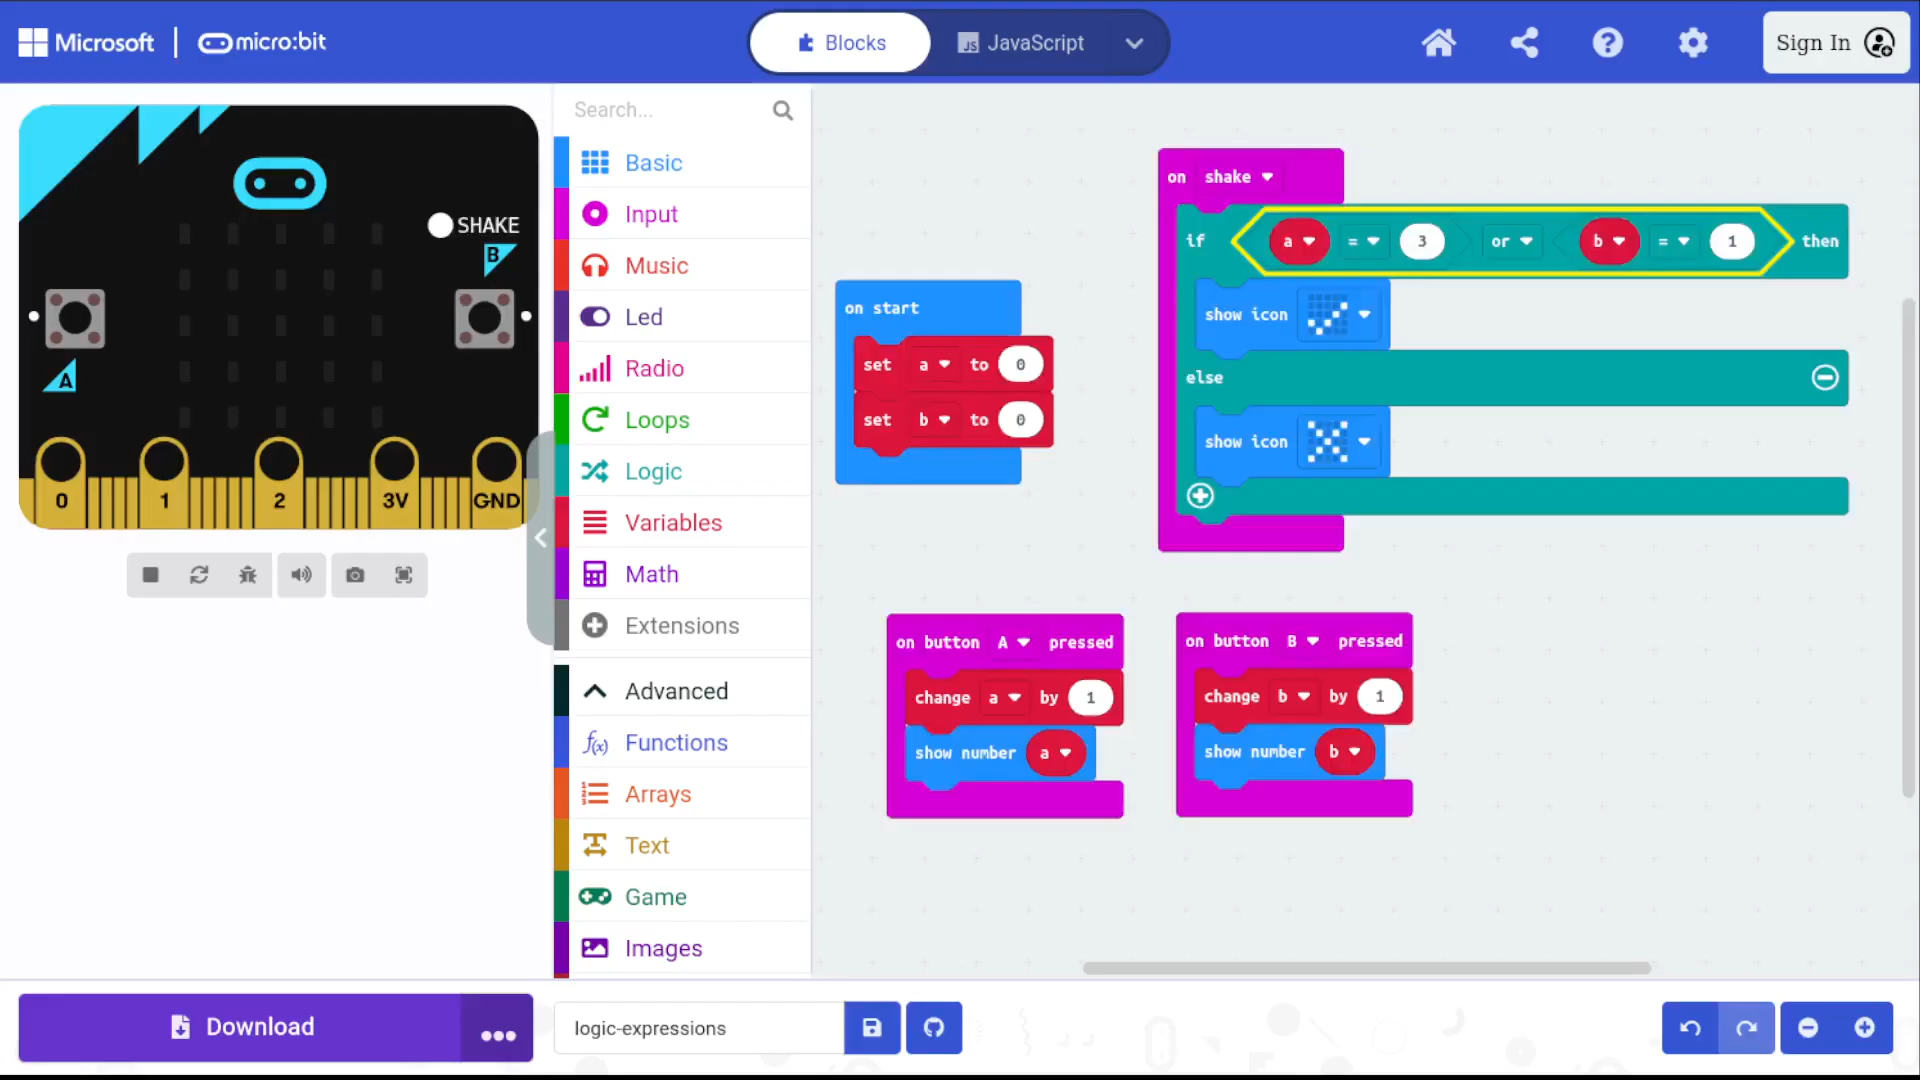 Microsoft | micro:bit
Blocks
JS JavaScript
Sign In
SHAKE
B
A
0 1 2 3V GND
Search...
Basic
Input
Music
Led
Radio
Loops
Logic
Variables
Math
Extensions
Advanced
f(x) Functions
Arrays
Text
Game
Images
on start
set a to 0
set b to 0
on shake
if a = 3 or b = 1 then
show icon
else
show icon
on button A pressed
change a by 1
show number a
on button B pressed
change b by 1
show number b
Download
logic-expressions